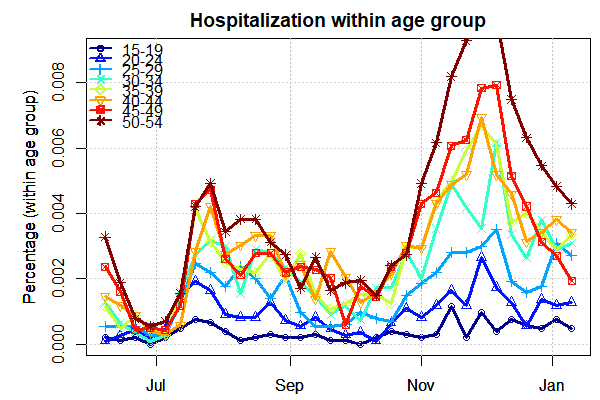 Hospitalization within age group
Percentage (within age group)
0.008
0.006
0.004
0.002
0.000
15-19
20-24
25-29
30-34
35-39
40-44
45-49
50-54
Jul
Sep
Nov
Jan